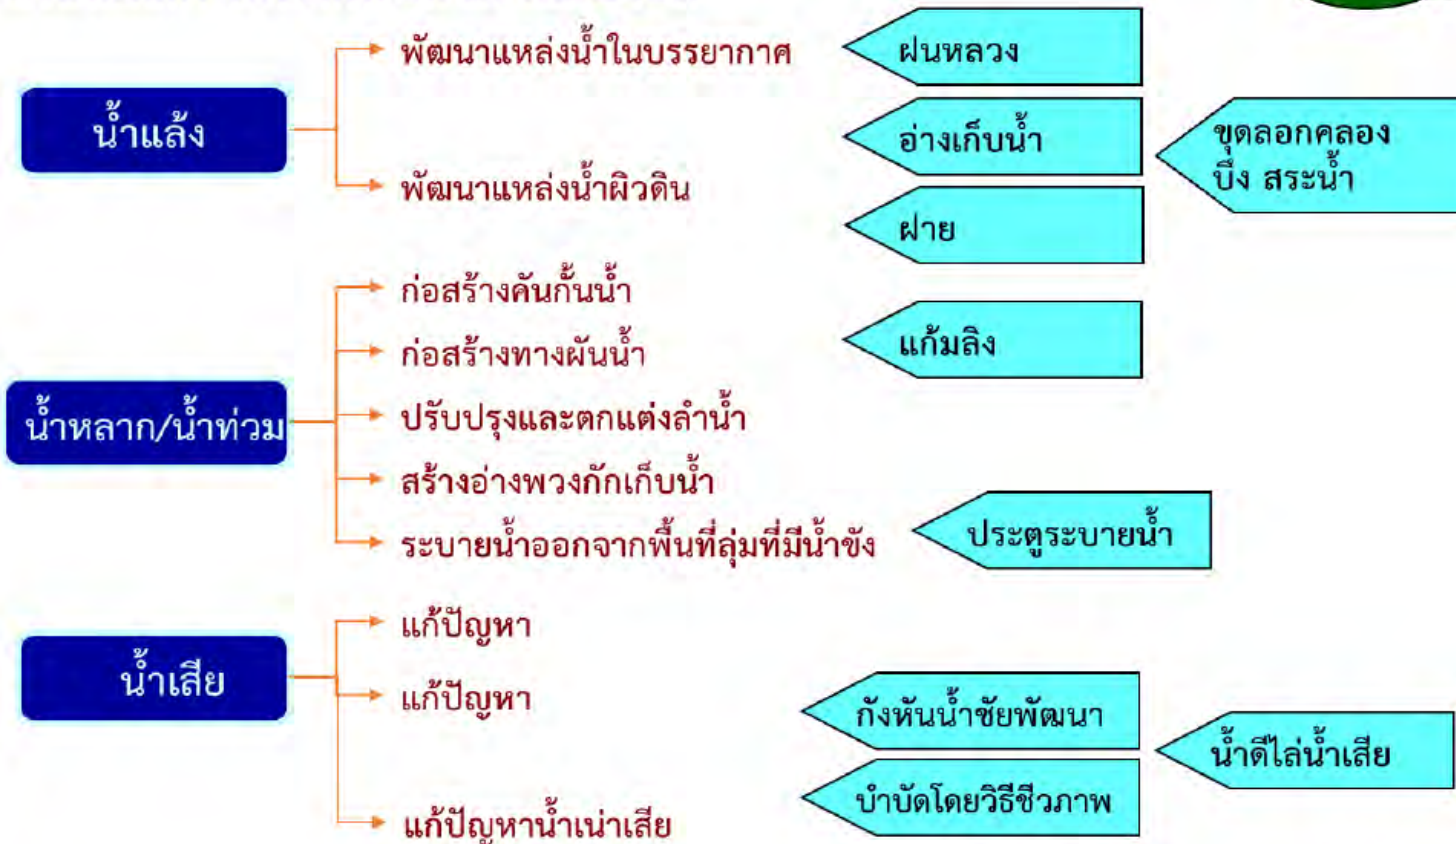 พัฒนาแหล่งน้ำในบรรยากาศ
ฝนหลวง
น้ำแล้ง
อ่างเก็บน้ำ
ขุดลอกคลอง
บึง สระน้ำ
พัฒนาแหล่งน้ำผิวดิน
ฝาย
ก่อสร้างคันกั้นน้ำ
ก่อสร้างทางผันน้ำ
แก้มลิง
น้ำหลาก/น้ำท่วม
ปรับปรุงและตกแต่งลำน้ำ
สร้างอ่างพวงกักเก็บน้ำ
ระบายน้ำออกจากพื้นที่ลุ่มที่มีน้ำขัง
ประตูระบายน้ำ
แก้ปัญหา
น้ำเสีย
แก้ปัญหา
กังหันน้ำชัยพัฒนา
น้ำดีไล่น้ำเสีย
บำบัดโดยวิธีชีวภาพ
แก้ปัญหาน้ำเน่าเสีย